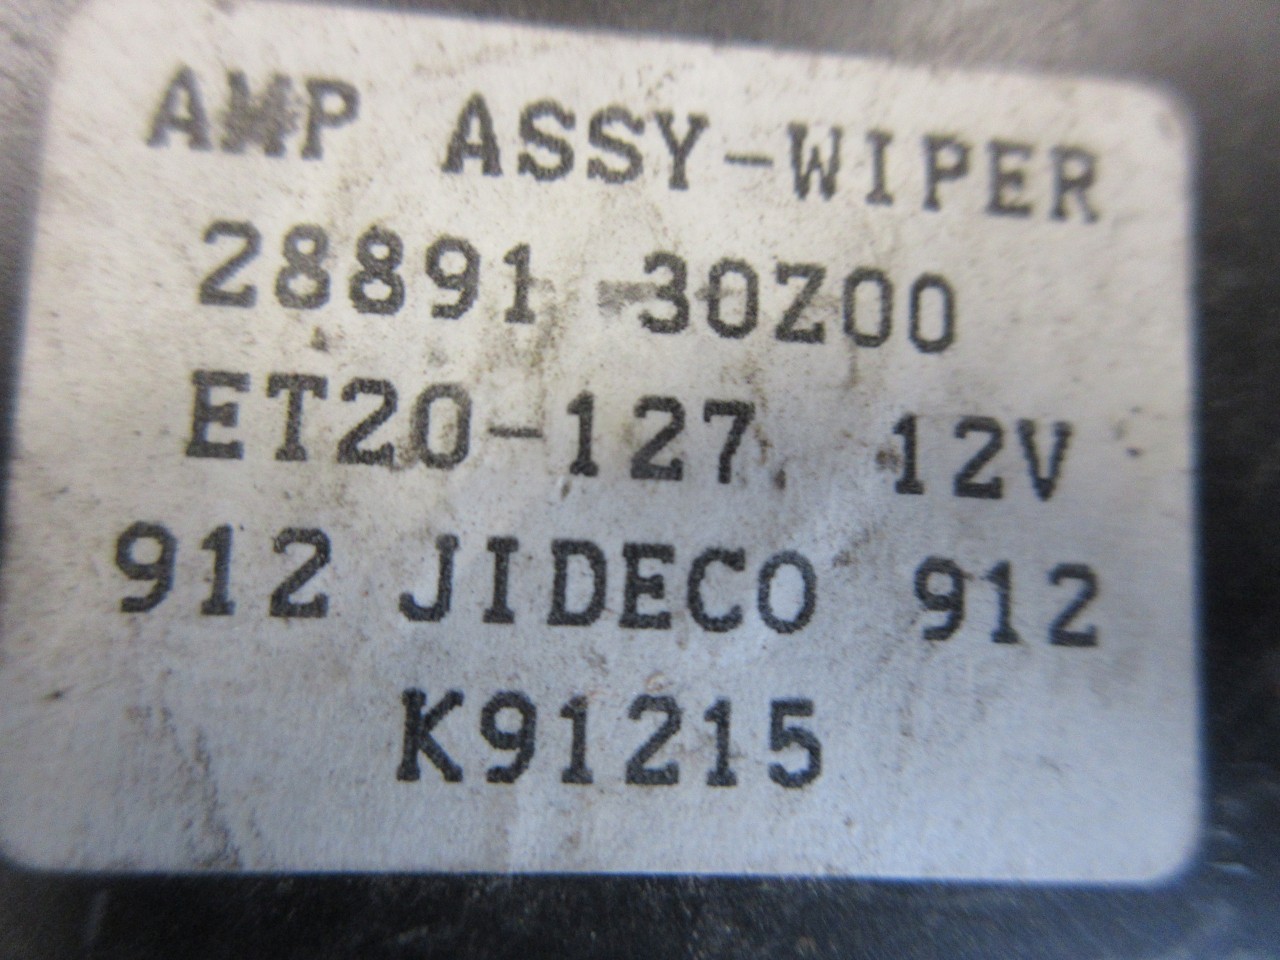 AMP ASSY-WIPER
28891-30Z00
ET20-127 12V
912 JIDECO 912
K91215